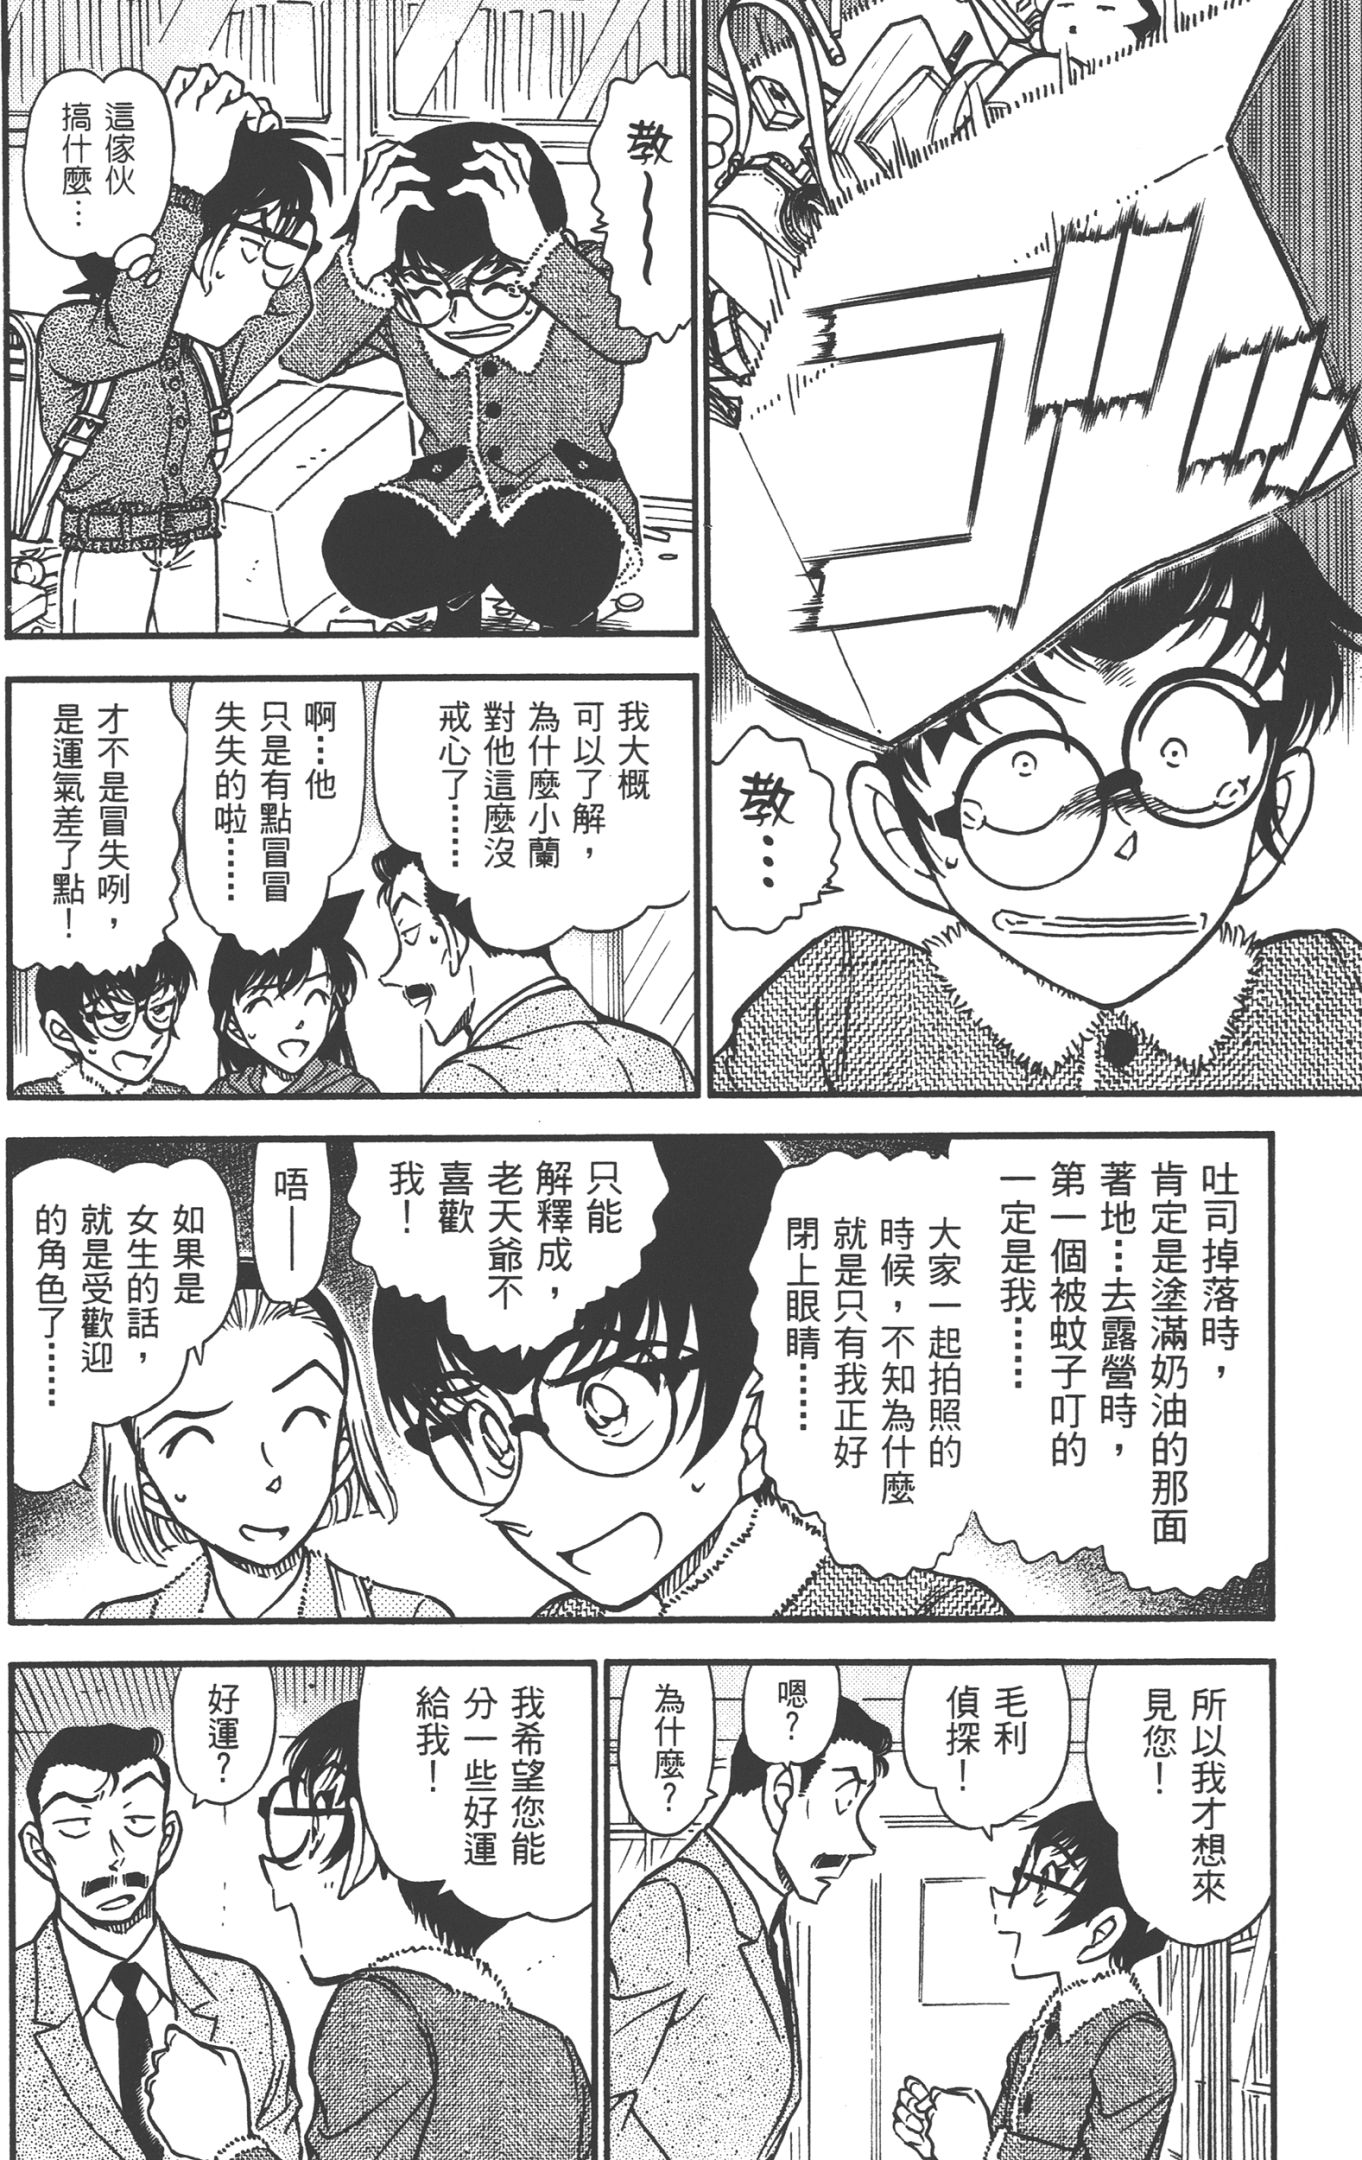 ゴン
敎…
敎～～
這傢伙
搞什麼…
我大概
可以了解，
為什麼小蘭
對他這麼沒
戒心了……
啊…他
只是有點冒冒
失失的啦……
才不是冒失咧，
是運氣差了點！
吐司掉落時，
肯定是塗滿奶油的那面
著地…去露營時，
第一個被蚊子叮的
一定是我……
大家一起拍照的
時候，不知為什麼
就是只有我正好
閉上眼睛……
只能
解釋成，
老天爺不
喜歡
我！
唔——
如果是
女生的話，
就是受歡迎
的角色了……
所以我才想來
見您！
毛利
偵探！
嗯？
為什麼？
我希望您能
分一些好運
給我！
好運？